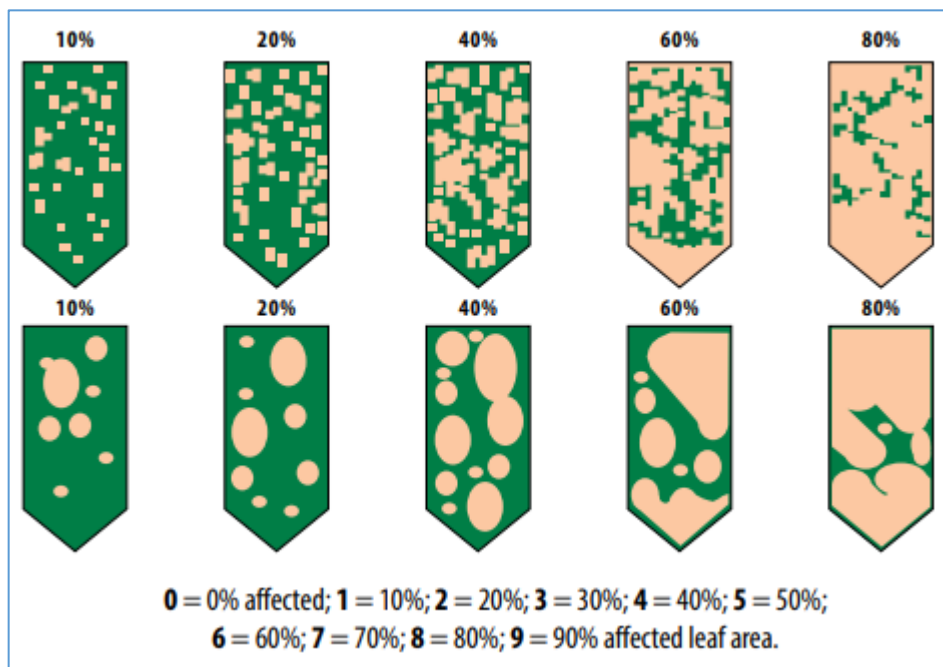 10% 20% 40% 60% 80%
10% 20% 40% 60% 80%
0 = 0% affected; 1 = 10%; 2 = 20%; 3 = 30%; 4 = 40%; 5 = 50%;
6 = 60%; 7 = 70%; 8 = 80%; 9 = 90% affected leaf area.